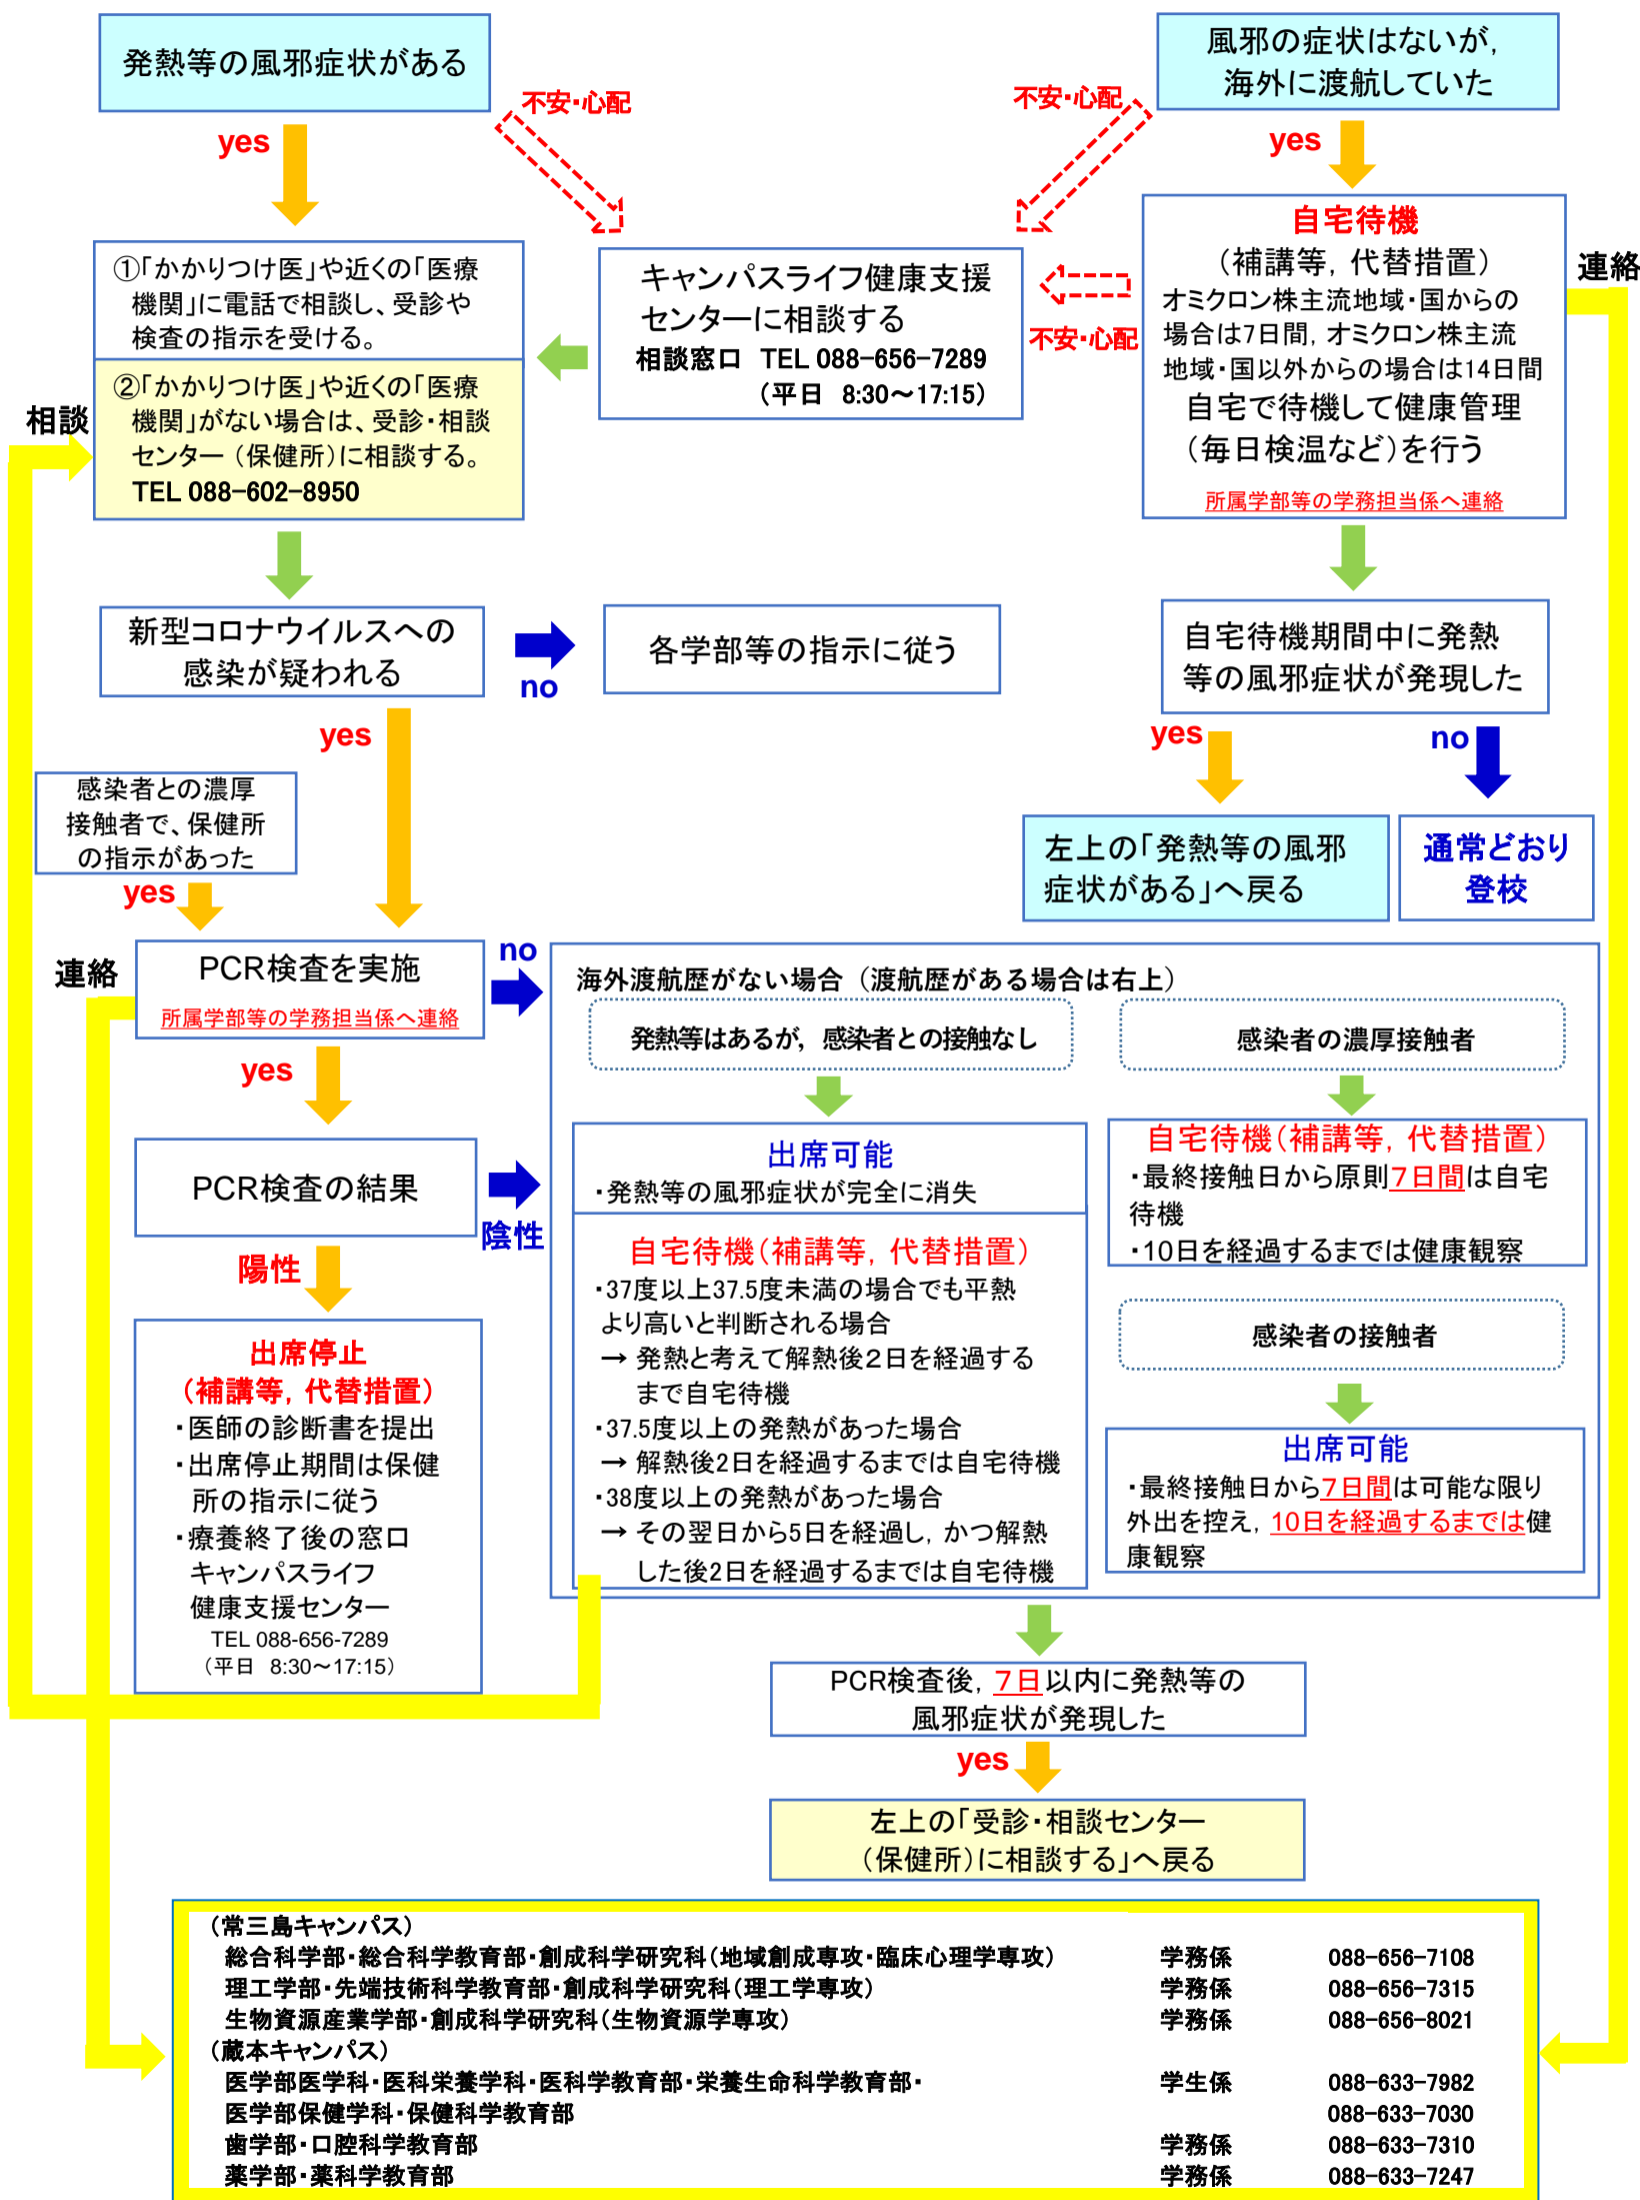 発熱等の風邪症状がある
風邪の症状はないが,
海外に渡航していた
不安・心配
不安・心配
yes
yes
①「かかりつけ医」や近くの「医療
機関」に電話で相談し、受診や
検査の指示を受ける。
②「かかりつけ医」や近くの「医療
機関」がない場合は、受診・相談
センター（保健所）に相談する。
TEL 088-602-8950
相談
キャンパスライフ健康支援
センターに相談する
相談窓口 TEL 088-656-7289
（平日 8:30～17:15）
不安・心配
自宅待機
（補講等, 代替措置）
オミクロン株主流地域・国からの
場合は7日間, オミクロン株主流
地域・国以外からの場合は14日間
自宅で待機して健康管理
（毎日検温など）を行う
所属学部等の学務担当係へ連絡
連絡
新型コロナウイルスへの
感染が疑われる
no
各学部等の指示に従う
自宅待機期間中に発熱
等の風邪症状が発現した
yes
yes
no
感染者との濃厚
接触者で、保健所
の指示があった
yes
左上の「発熱等の風邪
症状がある」へ戻る
通常どおり
登校
連絡
PCR検査を実施
所属学部等の学務担当係へ連絡
no
yes
PCR検査の結果
陰性
陽性
出席停止
（補講等, 代替措置）
・医師の診断書を提出
・出席停止期間は保健
所の指示に従う
・療養終了後の窓口
キャンパスライフ
健康支援センター
TEL 088-656-7289
（平日 8:30～17:15）
海外渡航歴がない場合（渡航歴がある場合は右上）
発熱等はあるが, 感染者との接触なし
出席可能
・発熱等の風邪症状が完全に消失
自宅待機（補講等, 代替措置）
・37度以上37.5度未満の場合でも平熱
より高いと判断される場合
→ 発熱と考えて解熱後２日を経過する
まで自宅待機
・37.5度以上の発熱があった場合
→ 解熱後2日を経過するまでは自宅待機
・38度以上の発熱があった場合
→ その翌日から5日を経過し, かつ解熱
した後2日を経過するまでは自宅待機
感染者の濃厚接触者
自宅待機（補講等, 代替措置）
・最終接触日から原則７日間は自宅
待機
・10日を経過するまでは健康観察
感染者の接触者
出席可能
・最終接触日から７日間は可能な限り
外出を控え, 10日を経過するまでは健
康観察
PCR検査後, ７日以内に発熱等の
風邪症状が発現した
yes
左上の「受診・相談センター
（保健所）に相談する」へ戻る
（常三島キャンパス）
総合科学部・総合科学教育部・創成科学研究科（地域創成専攻・臨床心理学専攻） 学務係 088-656-7108
理工学部・先端技術科学教育部・創成科学研究科（理工学専攻） 学務係 088-656-7315
生物資源産業学部・創成科学研究科（生物資源学専攻） 学務係 088-656-8021
（蔵本キャンパス）
医学部医学科・医科栄養学科・医科学教育部・栄養生命科学教育部・ 学生係 088-633-7982
医学部保健学科・保健科学教育部 088-633-7030
歯学部・口腔科学教育部 学務係 088-633-7310
薬学部・薬科学教育部 学務係 088-633-7247